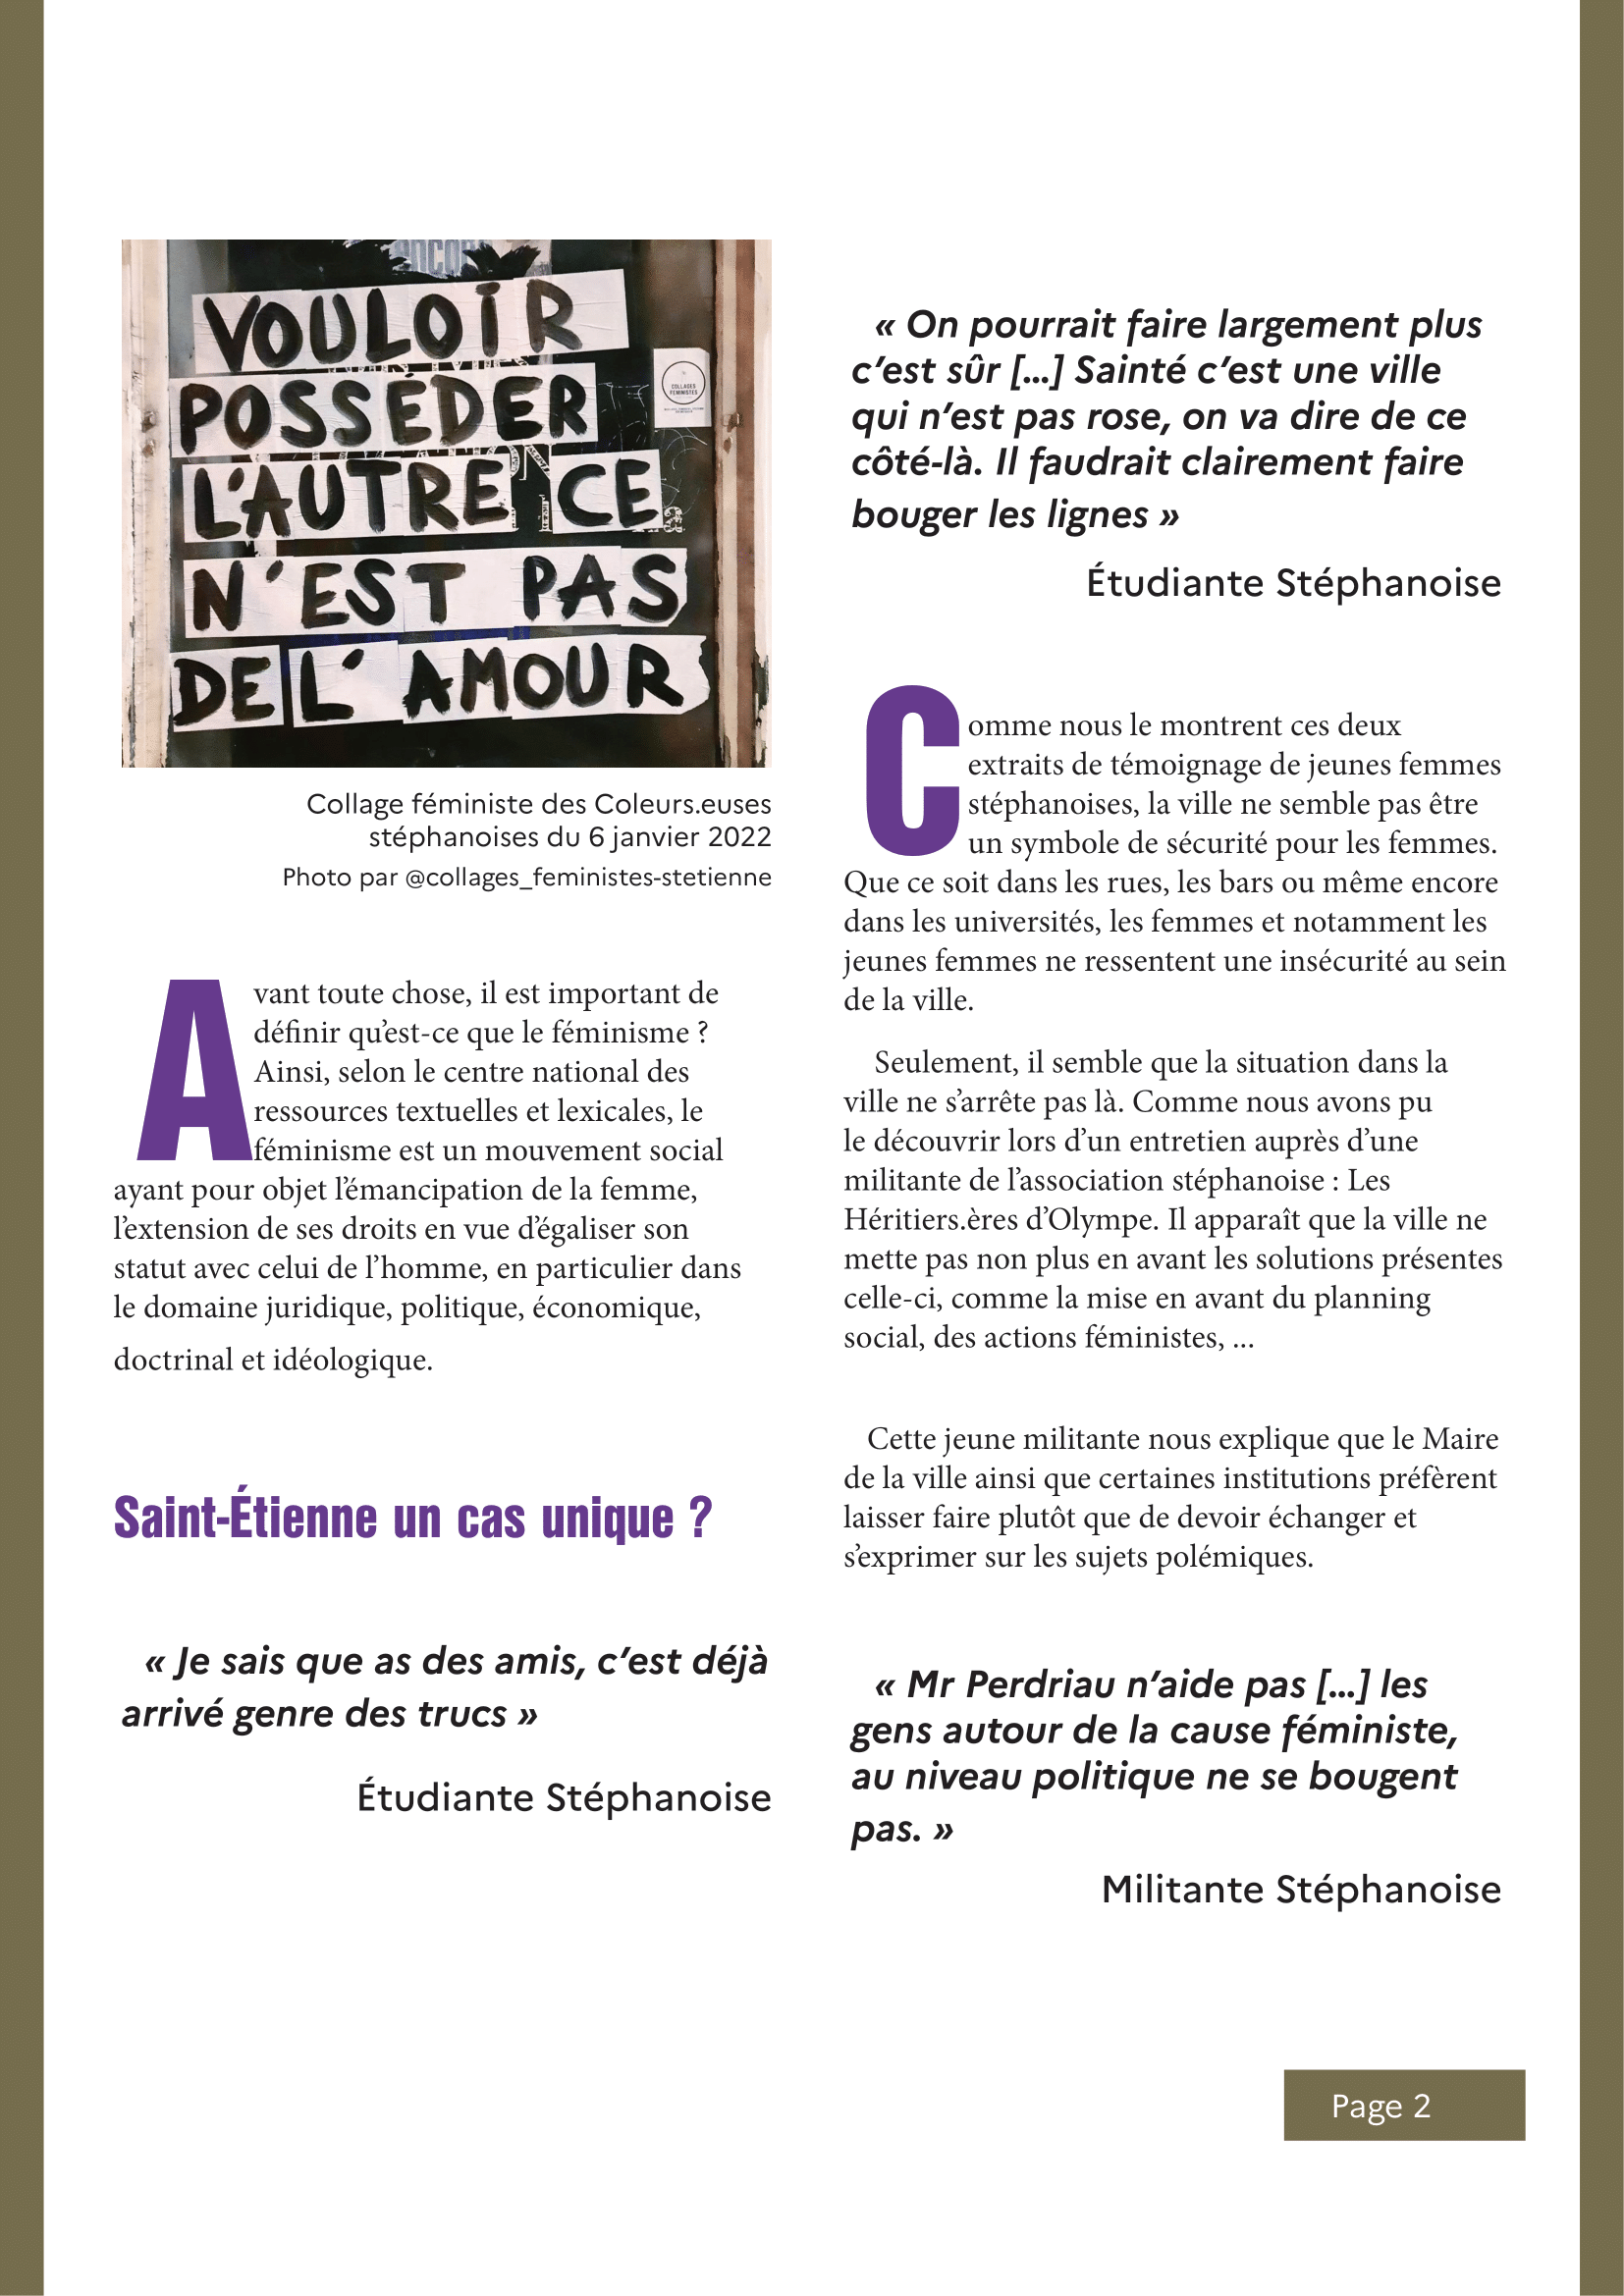 VOULOIR
POSSÉDER
L'AUTRE CE
N'EST PAS
DE L'AMOUR
COLLAGES
FEMINISTES
Collage féministe des Coleurs.euses
stéphanoises du 6 janvier 2022
Photo par @collages_feministes-stetienne
Avant toute chose, il est important de
définir qu’est-ce que le féminisme ?
Ainsi, selon le centre national des
ressources textuelles et lexicales, le
féminisme est un mouvement social
ayant pour objet l’émancipation de la femme,
l’extension de ses droits en vue d’égaliser son
statut avec celui de l’homme, en particulier dans
le domaine juridique, politique, économique,
doctrinal et idéologique.
Saint-Étienne un cas unique ?
« Je sais que as des amis, c’est déjà
arrivé genre des trucs »
Étudiante Stéphanoise
« On pourrait faire largement plus
c’est sûr [...] Sainté c’est une ville
qui n’est pas rose, on va dire de ce
côté-là. Il faudrait clairement faire
bouger les lignes »
Étudiante Stéphanoise
Comme nous le montrent ces deux
extraits de témoignage de jeunes femmes
stéphanoises, la ville ne semble pas être
un symbole de sécurité pour les femmes.
Que ce soit dans les rues, les bars ou même encore
dans les universités, les femmes et notamment les
jeunes femmes ne ressentent une insécurité au sein
de la ville.
Seulement, il semble que la situation dans la
ville ne s’arrête pas là. Comme nous avons pu
le découvrir lors d’un entretien auprès d’une
militante de l’association stéphanoise : Les
Héritiers.ères d’Olympe. Il apparaît que la ville ne
mette pas non plus en avant les solutions présentes
celle-ci, comme la mise en avant du planning
social, des actions féministes, ...
Cette jeune militante nous explique que le Maire
de la ville ainsi que certaines institutions préfèrent
laisser faire plutôt que de devoir échanger et
s’exprimer sur les sujets polémiques.
« Mr Perdriau n’aide pas [...] les
gens autour de la cause féministe,
au niveau politique ne se bougent
pas. »
Militante Stéphanoise
Page 2